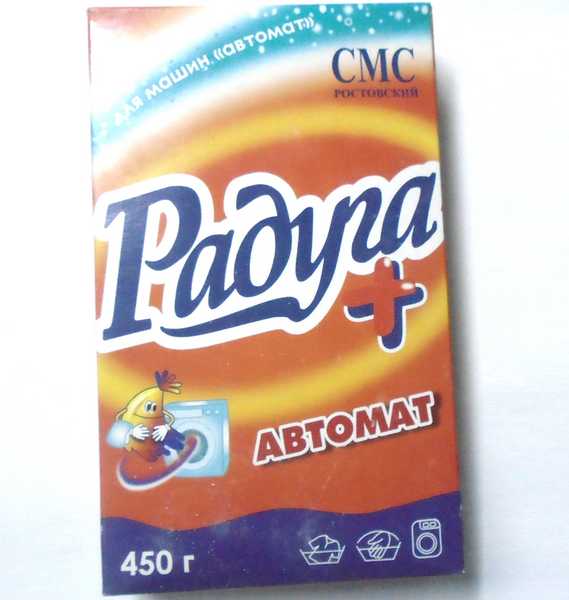 для машин «автомат»
СМС
РОСТОВСКИЙ
Радуга
+
АВТОМАТ
450 г